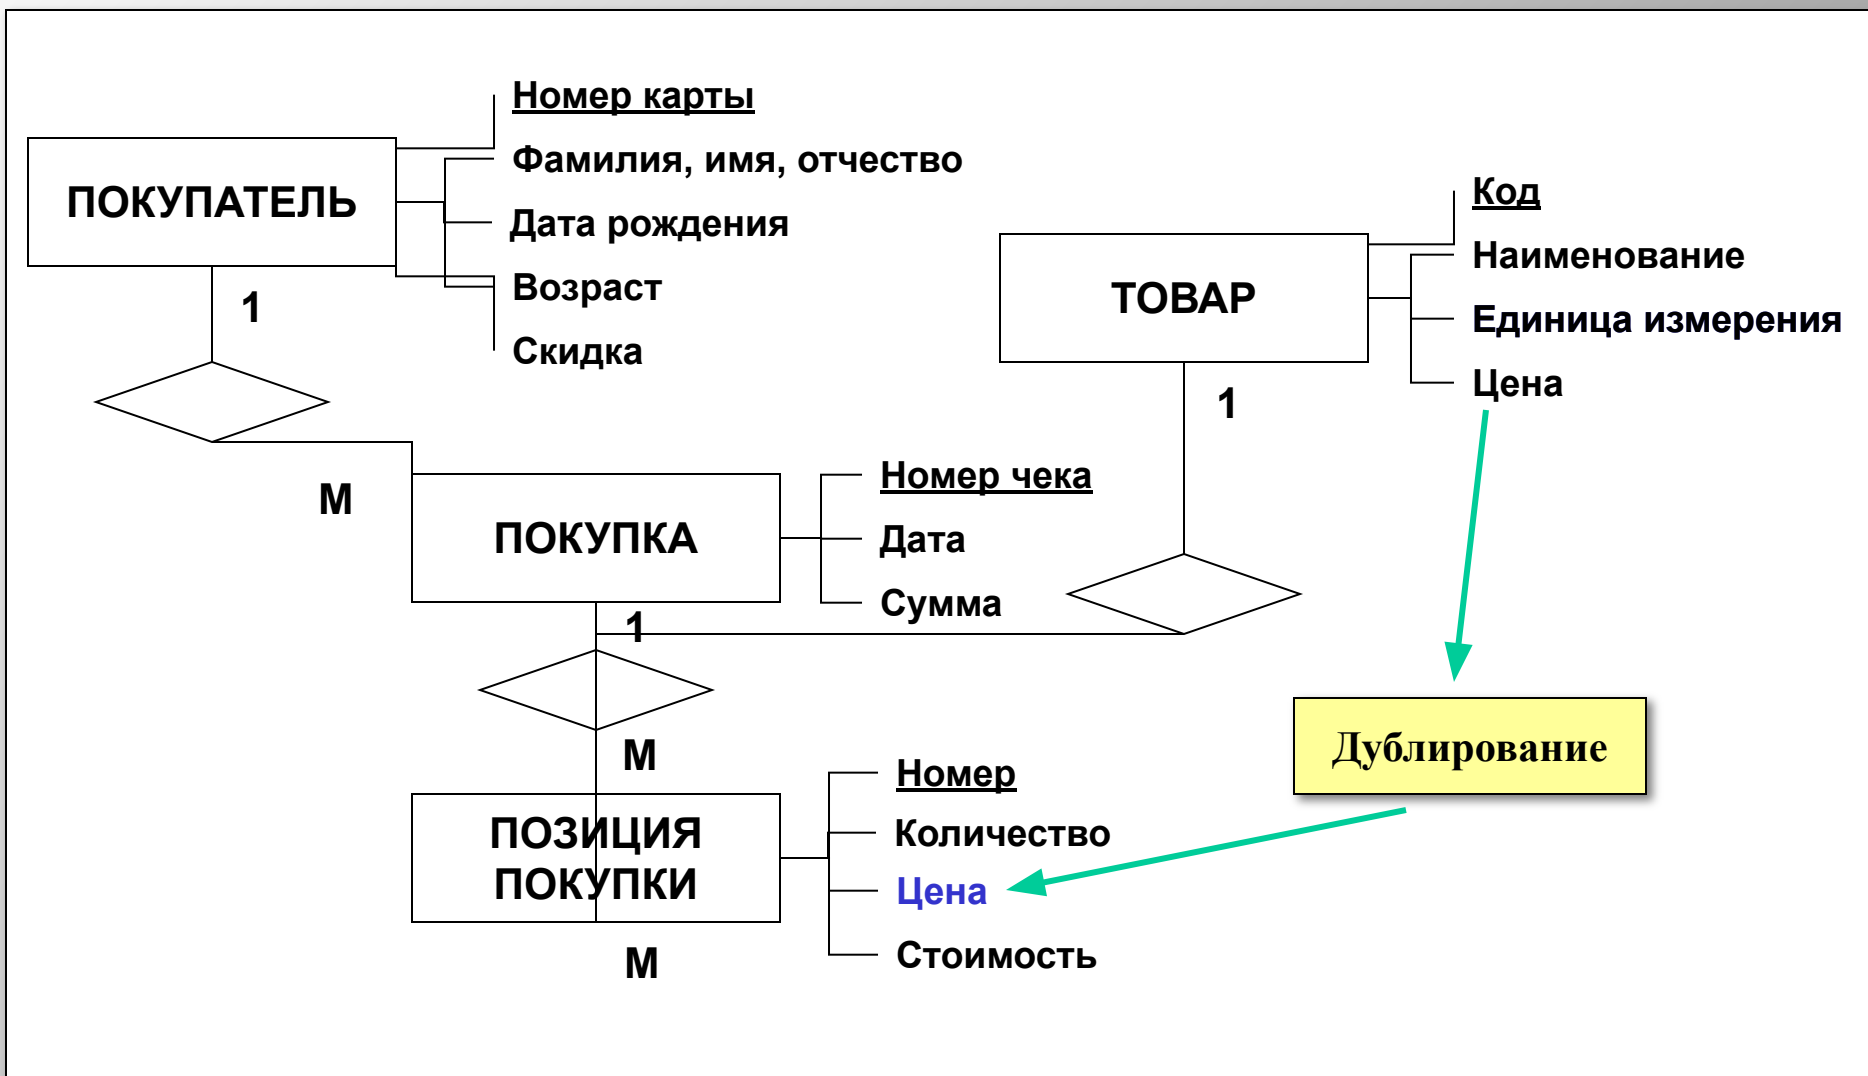 Номер карты
Фамилия, имя, отчество
ПОКУПАТЕЛЬ
Дата рождения
Возраст
Скидка
1
Код
Наименование
ТОВАР
Единица измерения
Цена
1
М
Номер чека
ПОКУПКА
Дата
Сумма
1
М
Дублирование
Номер
ПОЗИЦИЯ
ПОКУПКИ
Количество
Цена
Стоимость
М